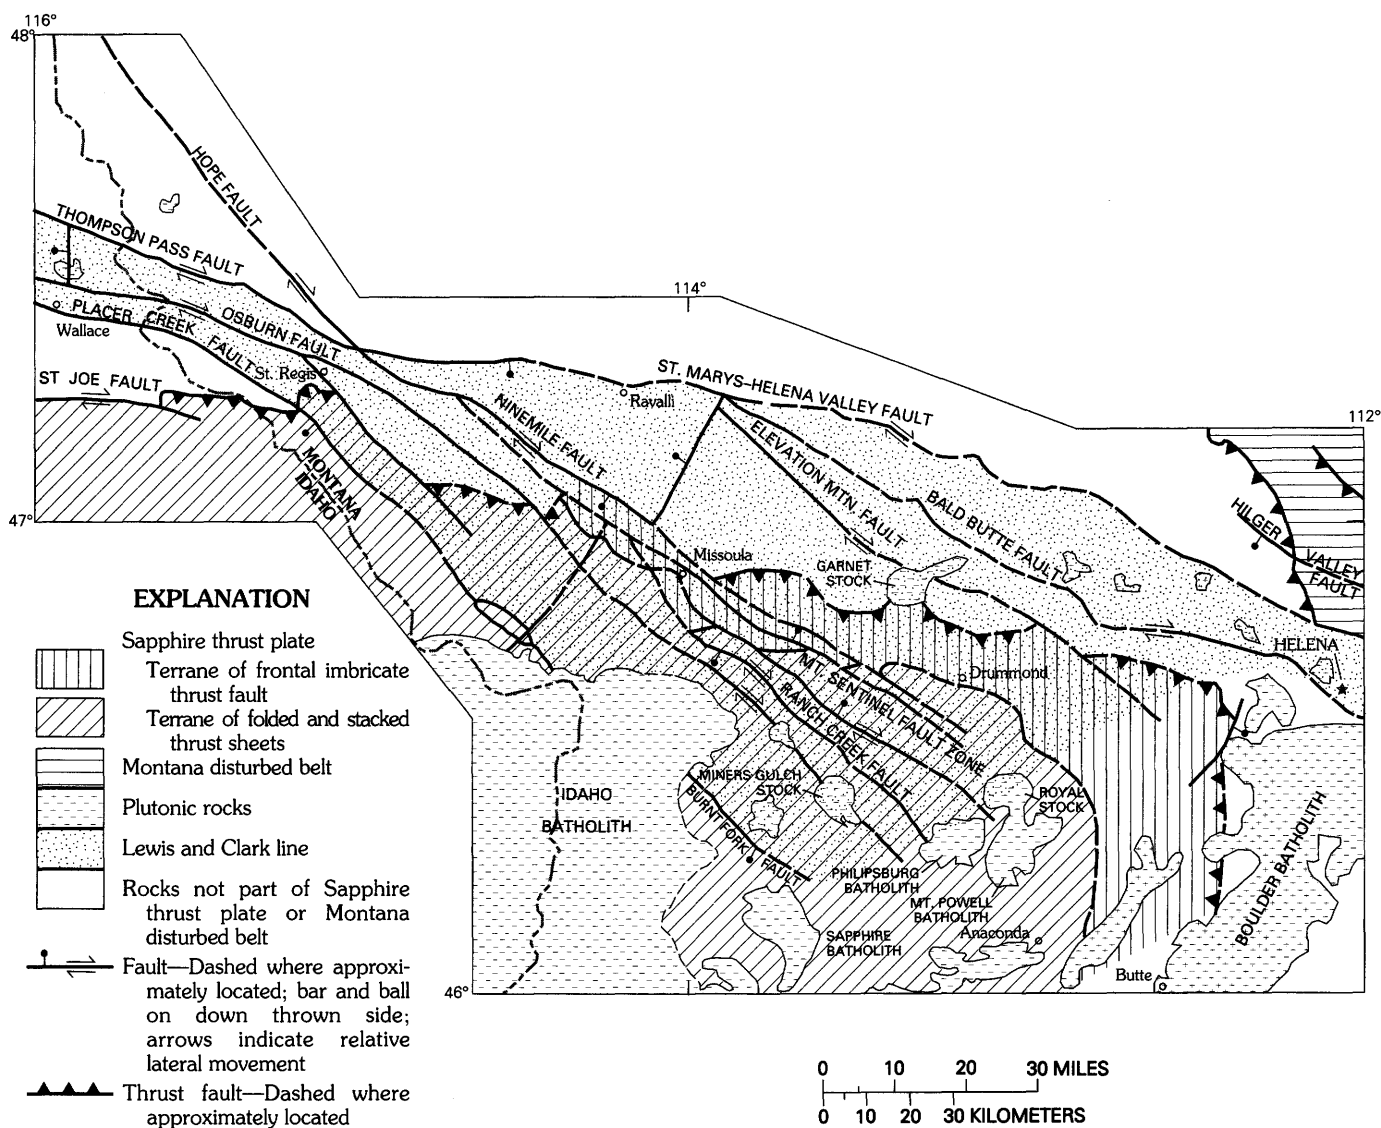 116°
48°
HOPE FAULT
THOMPSON PASS FAULT
114°
OSBURN FAULT
PLACER CREEK FAULT
Wallace
St. Regis
ST JOE FAULT
ST. MARYS–HELENA VALLEY FAULT
Ravalli
112°
NINEMILE FAULT
ELEVATION MTN. FAULT
BALD BUTTE FAULT
MONTANA
IDAHO
47°
HILGER
VALLEY
FAULT
Missoula
GARNET
STOCK
HELENA
Drummond
MT. SENTINEL FAULT ZONE
RANCH CREEK FAULT
MINERS GULCH
STOCK
ROYAL
STOCK
IDAHO
BATHOLITH
BURNT FORK
FAULT
PHILIPSBURG
BATHOLITH
MT. POWELL
BATHOLITH
BOULDER BATHOLITH
SAPPHIRE
BATHOLITH
Anaconda
Butte
46°
EXPLANATION
Sapphire thrust plate
Terrane of frontal imbricate
thrust fault
Terrane of folded and stacked
thrust sheets
Montana disturbed belt
Plutonic rocks
Lewis and Clark line
Rocks not part of Sapphire
thrust plate or Montana
disturbed belt
Fault—Dashed where approxi-
mately located; bar and ball
on down thrown side;
arrows indicate relative
lateral movement
Thrust fault—Dashed where
approximately located
0 10 20 30 MILES
0 10 20 30 KILOMETERS